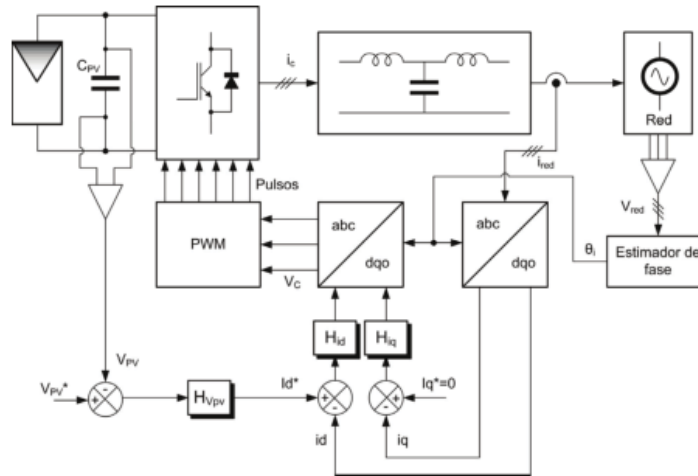 C_PV
i_c
Red
i_red
Pulsos
V_red
PWM
abc
dqo
abc
dqo
θ_i
Estimador de
fase
V_C
H_id
H_iq
V_PV
V_PV*
-
+
H_Vpv
Id*
+
-
+
-
Iq*=0
id
iq